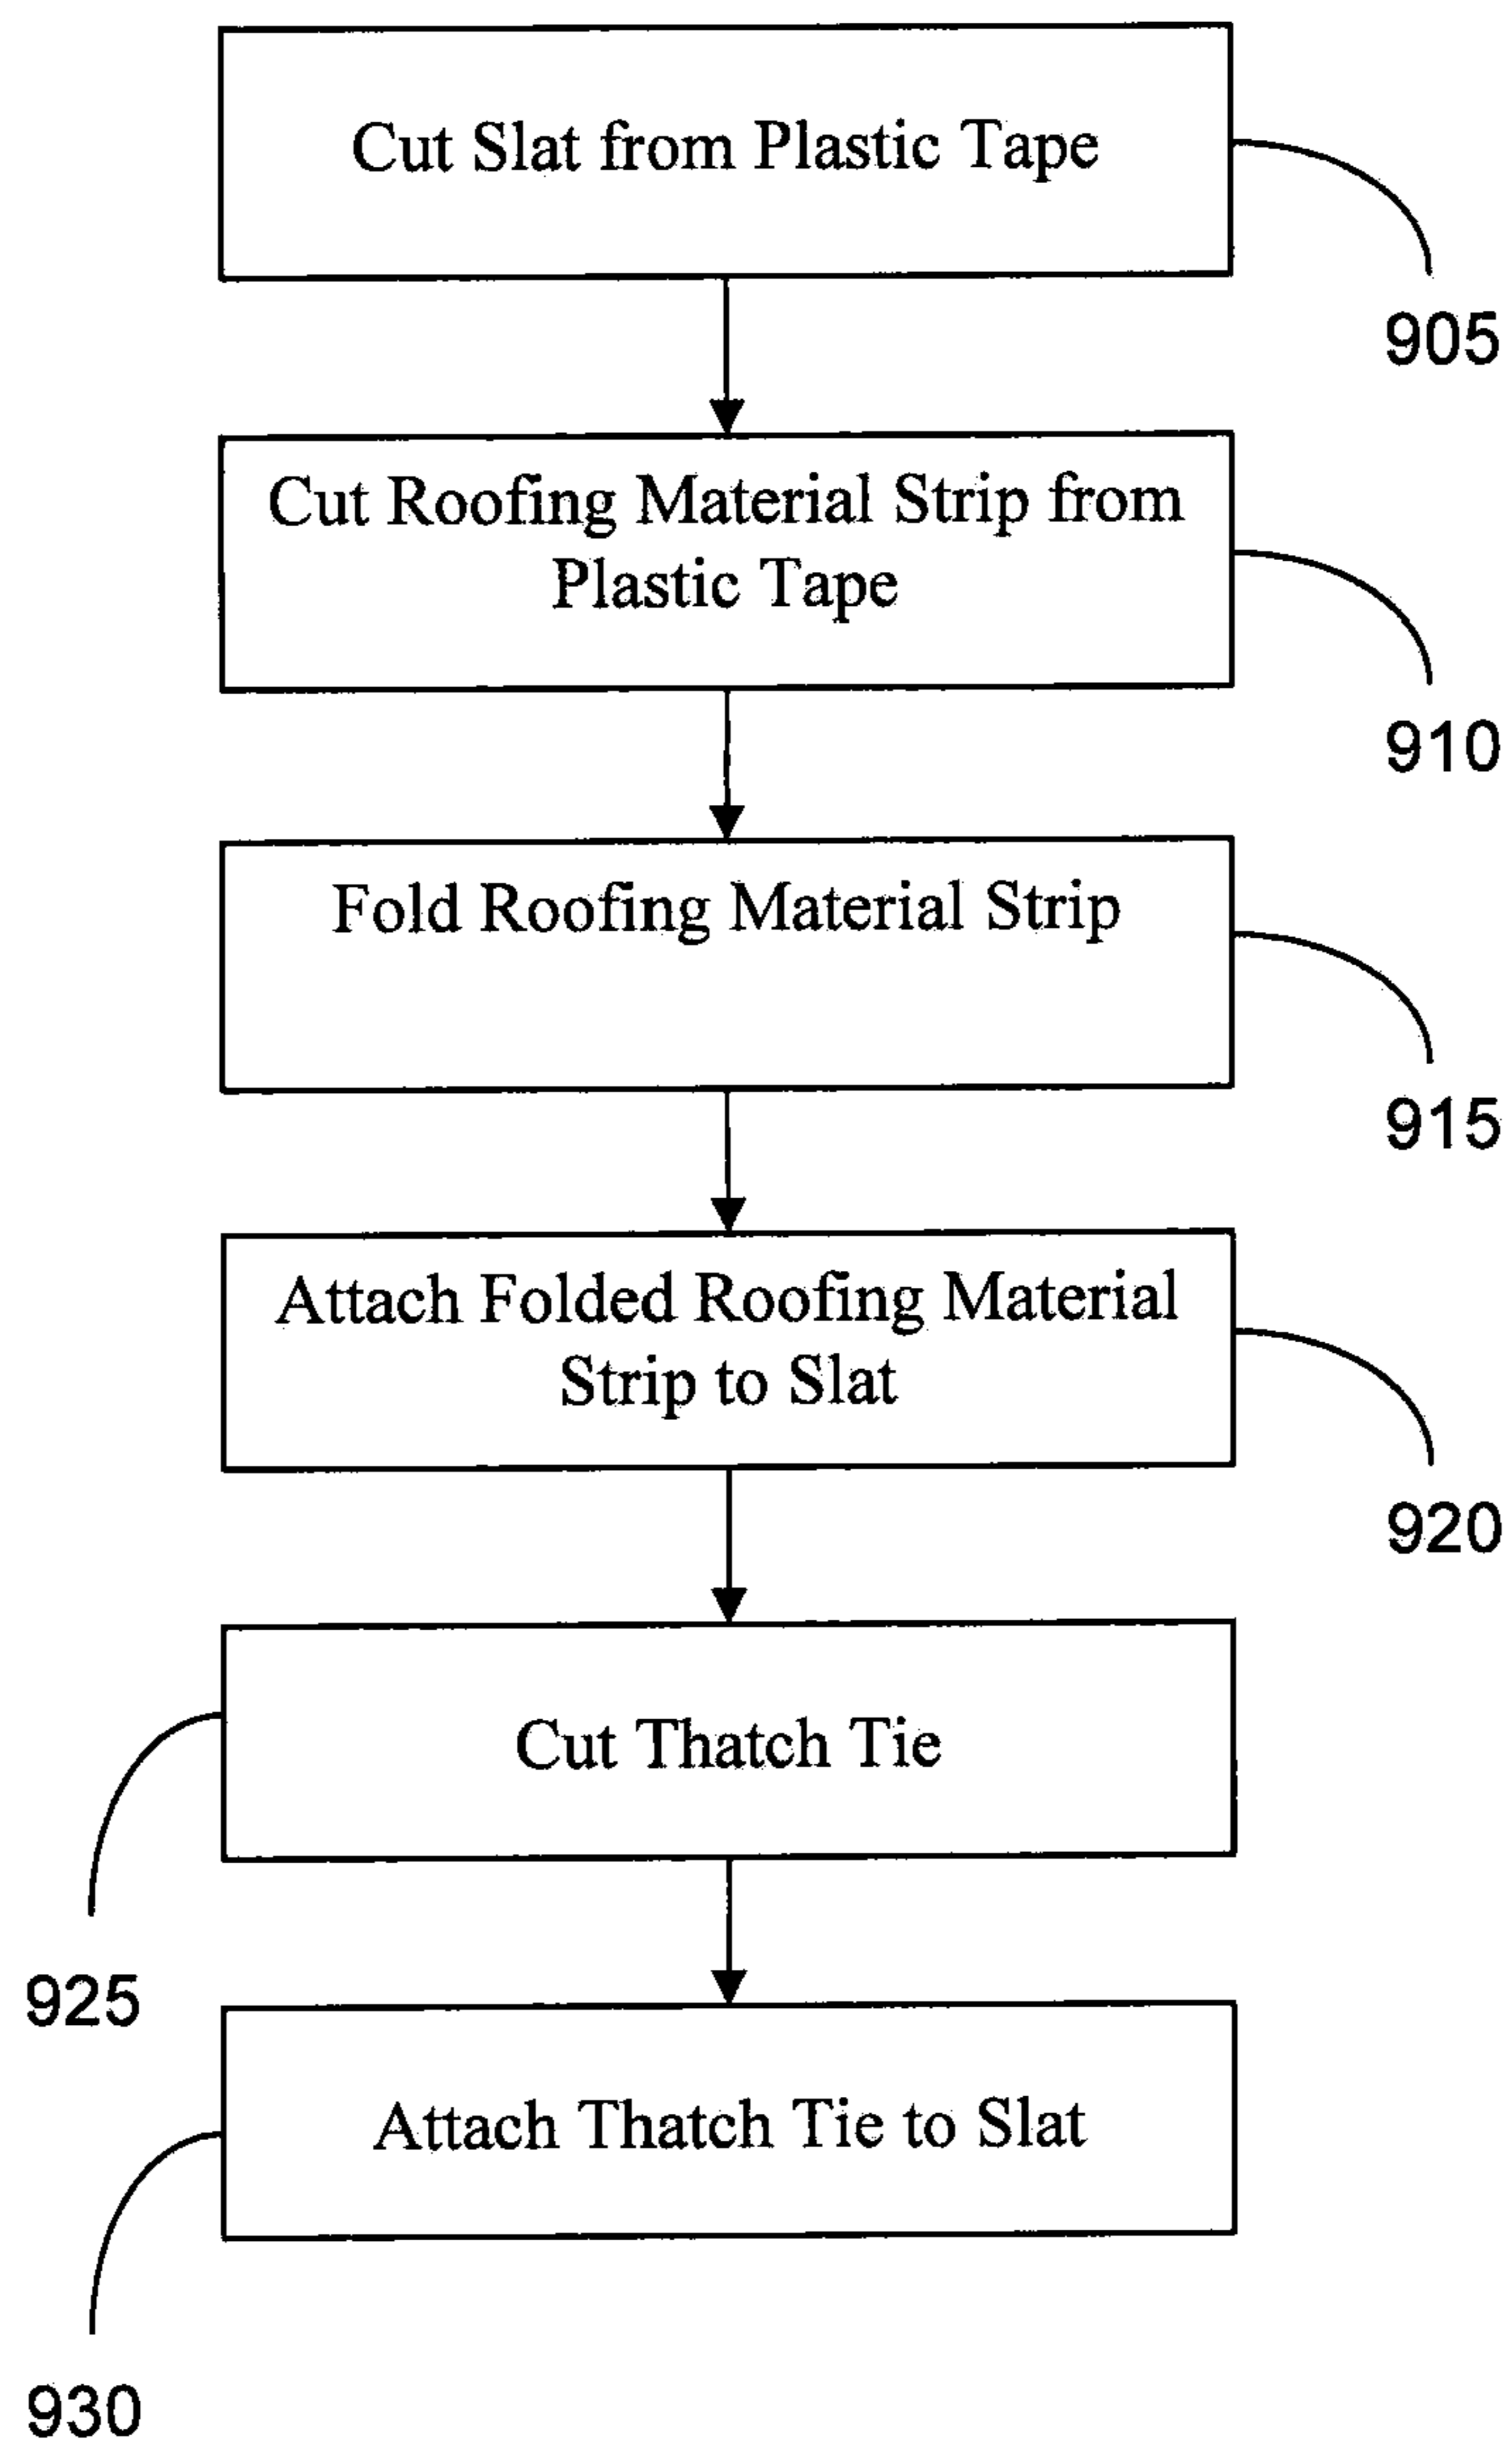 Cut Slat from Plastic Tape
905
Cut Roofing Material Strip from
Plastic Tape
910
Fold Roofing Material Strip
915
Attach Folded Roofing Material
Strip to Slat
920
Cut Thatch Tie
925
Attach Thatch Tie to Slat
930